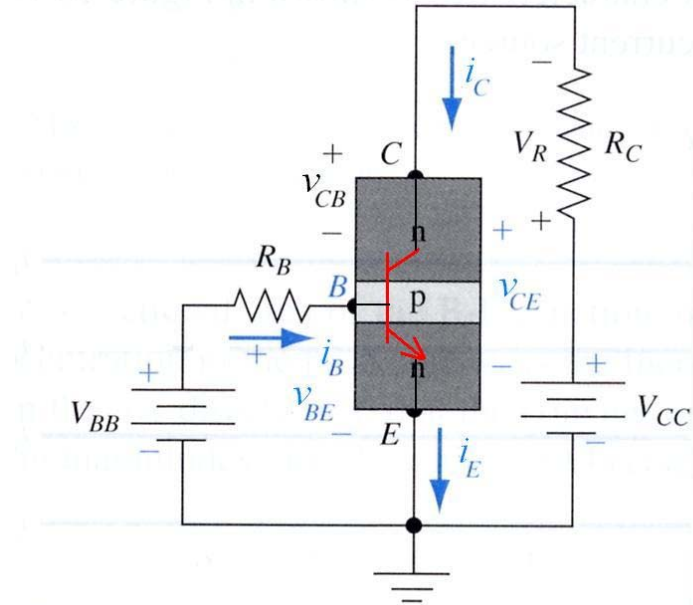 i_C
−
V_R R_C
+ C
v_CB
n
−
+ +
R_B
B p v_CE
+ i_B n − +
+
V_BB v_BE V_CC
− − E −
i_E